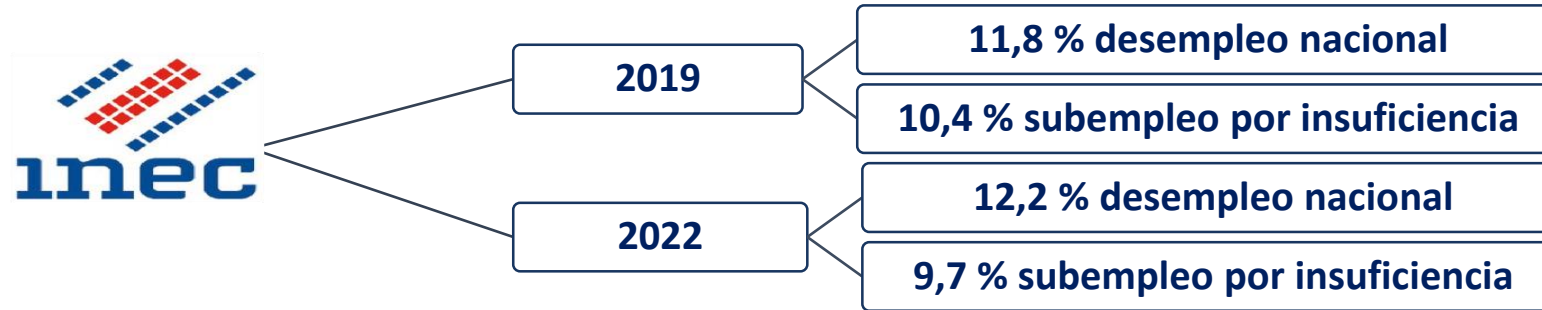 inec
2019
11,8 % desempleo nacional
10,4 % subempleo por insuficiencia
2022
12,2 % desempleo nacional
9,7 % subempleo por insuficiencia